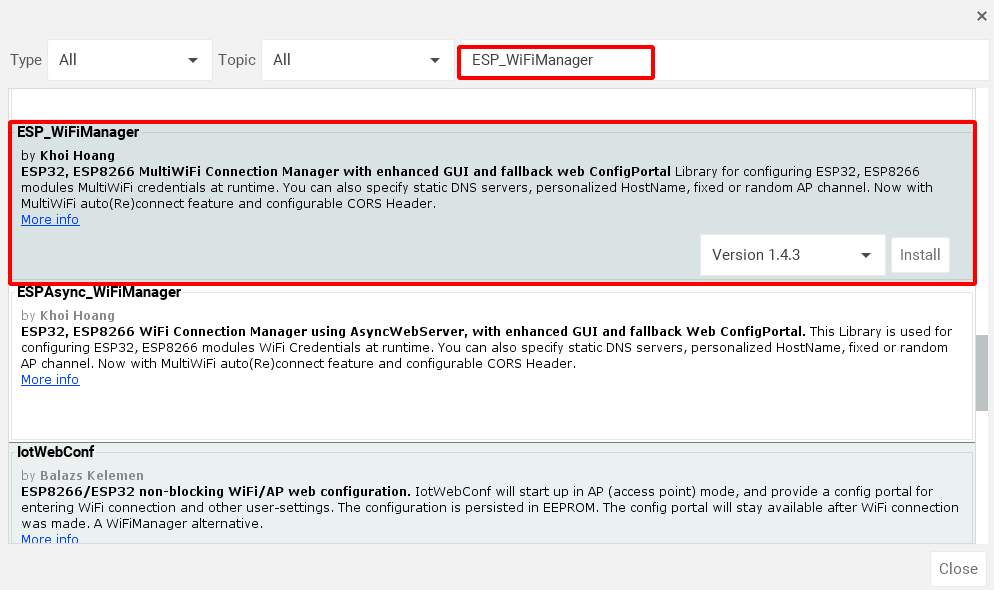 Type All Topic All ESP_WiFiManager
ESP_WiFiManager
by Khoi Hoang
ESP32, ESP8266 MultiWiFi Connection Manager with enhanced GUI and fallback web ConfigPortal Library for configuring ESP32, ESP8266
modules MultiWiFi credentials at runtime. You can also specify static DNS servers, personalized HostName, fixed or random AP channel. Now with
MultiWiFi auto(Re)connect feature and configurable CORS Header.
More info
Version 1.4.3 Install
ESPAsync_WiFiManager
by Khoi Hoang
ESP32, ESP8266 WiFi Connection Manager using AsyncWebServer, with enhanced GUI and fallback Web ConfigPortal. This Library is used for
configuring ESP32, ESP8266 modules WiFi Credentials at runtime. You can also specify static DNS servers, personalized HostName, fixed or random
AP channel. Now with MultiWiFi auto(Re)connect feature and configurable CORS Header.
More info
IotWebConf
by Balazs Kelemen
ESP8266/ESP32 non-blocking WiFi/AP web configuration. IotWebConf will start up in AP (access point) mode, and provide a config portal for
entering WiFi connection and other user-settings. The configuration is persisted in EEPROM. The config portal will stay available after WiFi connection
was made. A WiFiManager alternative.
More info
Close